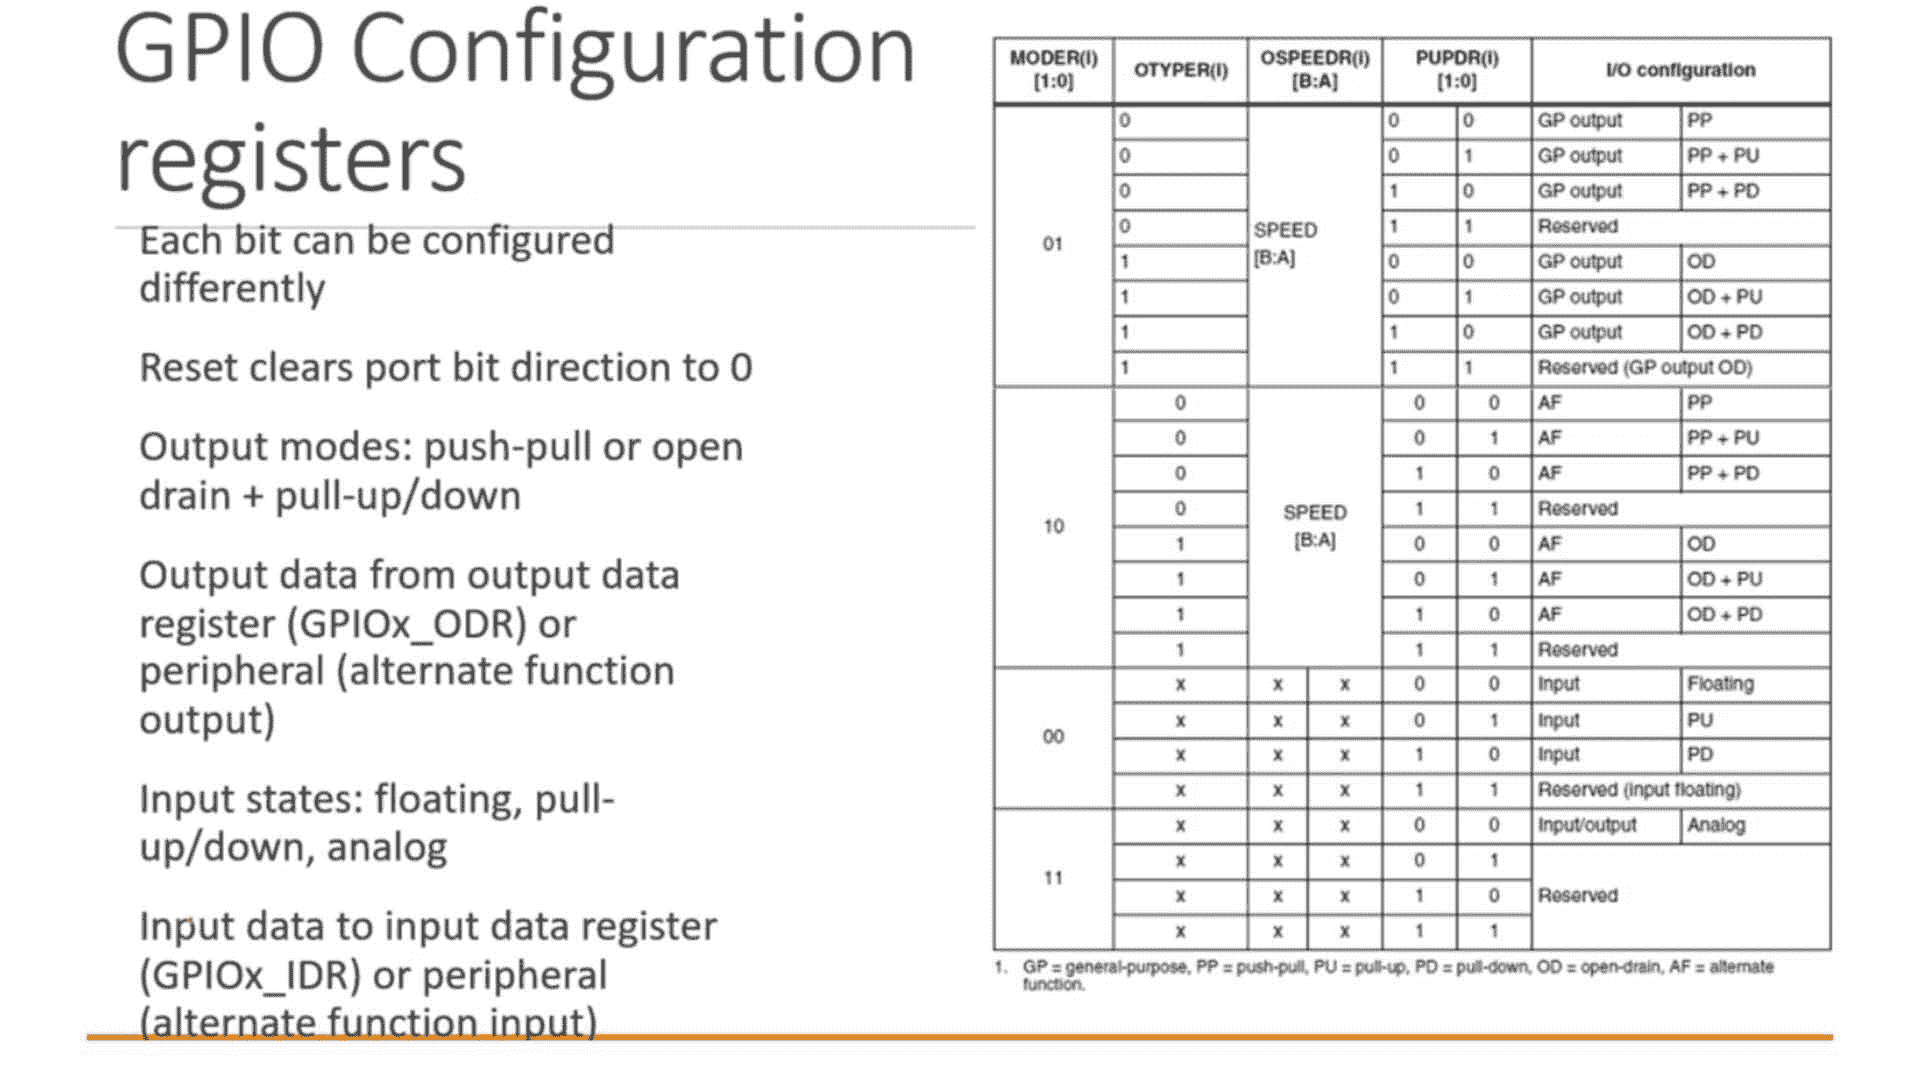 GPIO Configuration
registers
Each bit can be configured
differently
Reset clears port bit direction to 0
Output modes: push-pull or open
drain + pull-up/down
Output data from output data
register (GPIOx_ODR) or
peripheral (alternate function
output)
Input states: floating, pull-
up/down, analog
Input data to input data register
(GPIOx_IDR) or peripheral
(alternate function input)
MODER(i) [1:0] OTYPER(i) OSPEEDR(i) [B:A] PUPDR(i) [1:0] I/O configuration
01 SPEED [B:A]
0 0 0 GP output PP
0 0 1 GP output PP + PU
0 1 0 GP output PP + PD
0 1 1 Reserved
1 0 0 GP output OD
1 0 1 GP output OD + PU
1 1 0 GP output OD + PD
1 1 1 Reserved (GP output OD)
10 SPEED [B:A]
0 0 0 AF PP
0 0 1 AF PP + PU
0 1 0 AF PP + PD
0 1 1 Reserved
1 0 0 AF OD
1 0 1 AF OD + PU
1 1 0 AF OD + PD
1 1 1 Reserved
00
x x x 0 0 Input Floating
x x x 0 1 Input PU
x x x 1 0 Input PD
x x x 1 1 Reserved (input floating)
11
x x x 0 0 Input/output Analog
x x x 0 1
x x x 1 0 Reserved
x x x 1 1
1. GP = general-purpose, PP = push-pull, PU = pull-up, PD = pull-down, OD = open-drain, AF = alternate
function.